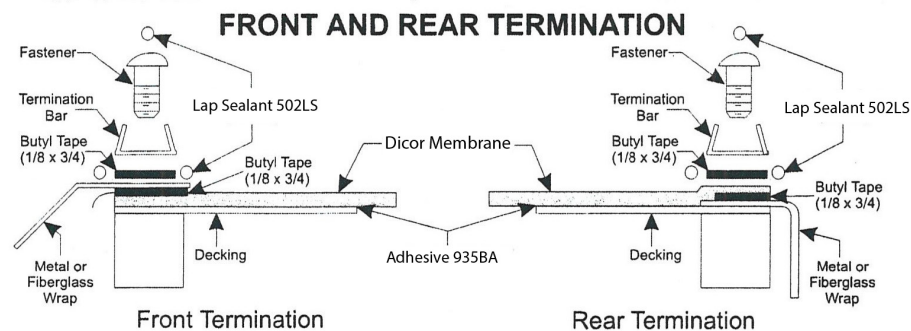 FRONT AND REAR TERMINATION
Fastener
Lap Sealant 502LS
Termination
Bar
Butyl Tape
(1/8 x 3/4)
Butyl Tape
(1/8 x 3/4)
Metal or
Fiberglass
Wrap
Decking
Front Termination
Dicor Membrane
Adhesive 935BA
Fastener
Lap Sealant 502LS
Termination
Bar
Butyl Tape
(1/8 x 3/4)
Butyl Tape
(1/8 x 3/4)
Decking
Metal or
Fiberglass
Wrap
Rear Termination